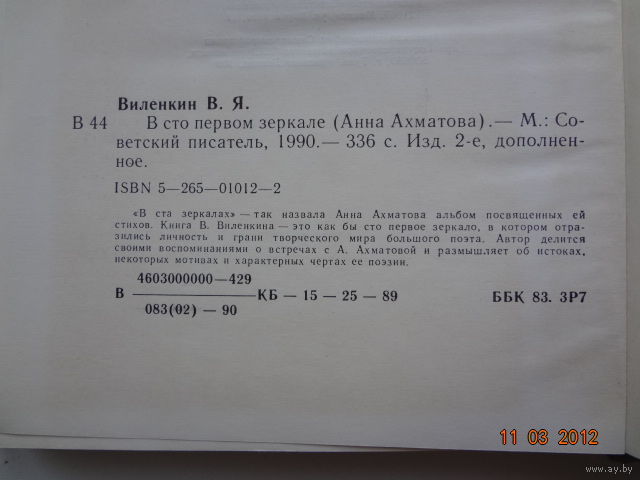 Виленкин В. Я.
В 44 В сто первом зеркале (Анна Ахматова).— М.: Со-
ветский писатель, 1990.— 336 с. Изд. 2-е, дополнен-
ное.
ISBN 5—265—01012—2
«В ста зеркалах» — так назвала Анна Ахматова альбом посвященных ей
стихов. Книга В. Виленкина — это как бы сто первое зеркало, в котором отра-
зились личность и грани творческого мира большого поэта. Автор делится
своими воспоминаниями о встречах с А. Ахматовой и размышляет об истоках,
некоторых мотивах и характерных чертах ее поэзии.
4603000000—429
В КБ — 15 — 25 — 89 ББК 83. 3Р7
083(02) — 90
11 03 2012
www.ay.by